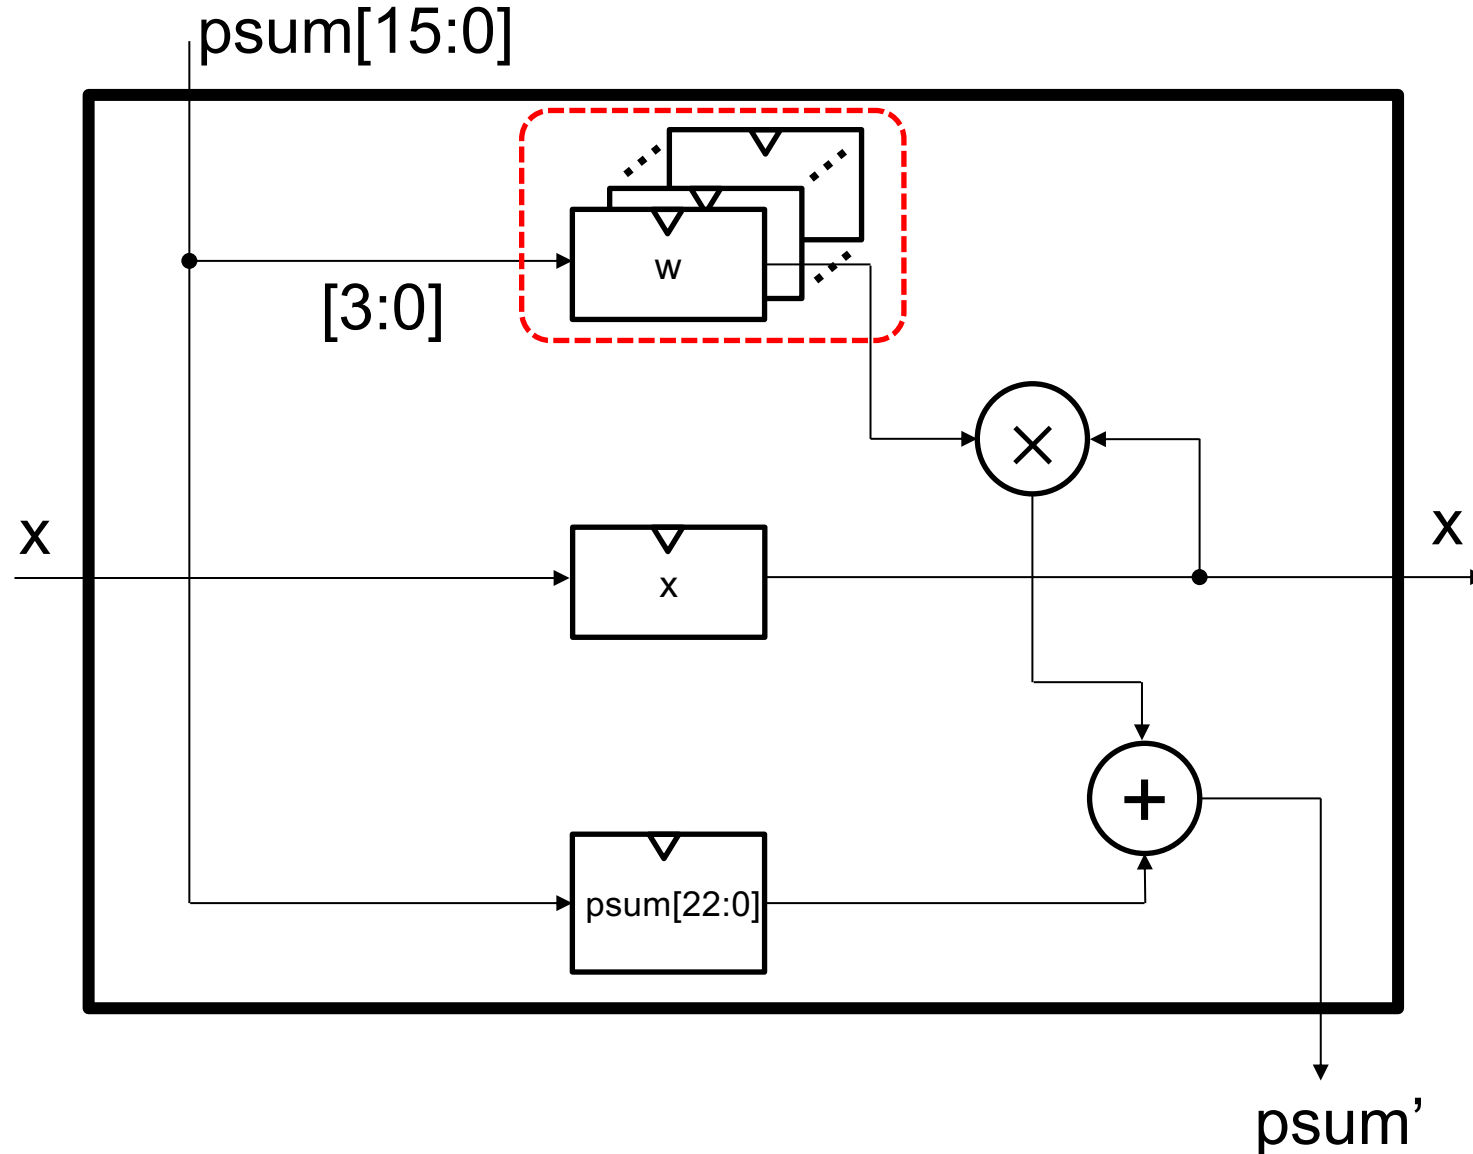 psum[15:0]
w
[3:0]
×
x
x
x
+
psum[22:0]
psum’